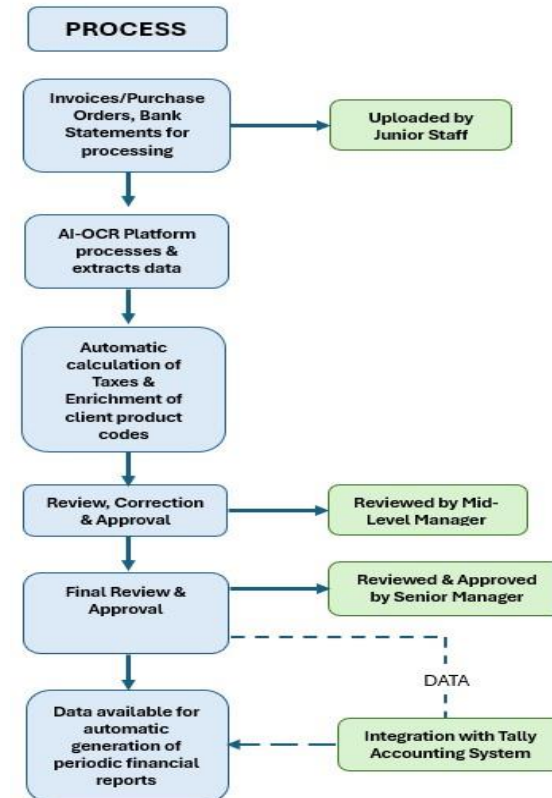 PROCESS
Invoices/Purchase
Orders, Bank
Statements for
processing
Uploaded by
Junior Staff
AI-OCR Platform
processes &
extracts data
Automatic
calculation of
Taxes &
Enrichment of
client product
codes
Review, Correction
& Approval
Reviewed by Mid-
Level Manager
Final Review &
Approval
Reviewed & Approved
by Senior Manager
DATA
Data available for
automatic
generation of
periodic financial
reports
Integration with Tally
Accounting System